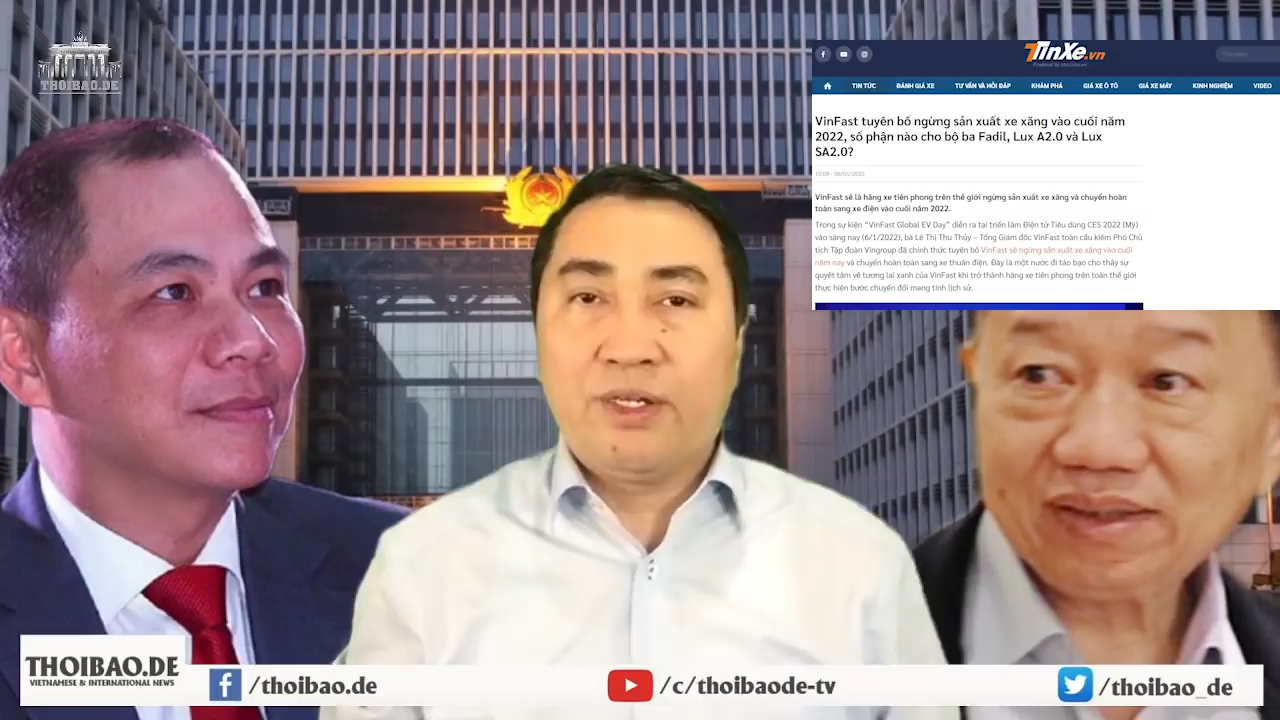 THOIBAO.DE
TinXe.vn
TIN TỨC ĐÁNH GIÁ XE TƯ VẤN VÀ HỎI ĐÁP KHÁM PHÁ GIÁ XE Ô TÔ GIÁ XE MÁY KINH NGHIỆM VIDEO
VinFast tuyên bố ngừng sản xuất xe xăng vào cuối năm
2022, số phận nào cho bộ ba Fadil, Lux A2.0 và Lux
SA2.0?
10:09 - 06/01/2022
VinFast sẽ là hãng xe tiên phong trên thế giới ngừng sản xuất xe xăng và chuyển hoàn
toàn sang xe điện vào cuối năm 2022.
Trong sự kiện “VinFast Global EV Day” diễn ra tại triển lãm Điện tử Tiêu dùng CES 2022 (Mỹ)
vào sáng nay (6/1/2022), bà Lê Thị Thu Thủy – Tổng Giám đốc VinFast toàn cầu kiêm Phó Chủ
tịch Tập đoàn Vingroup đã chính thức tuyên bố VinFast sẽ ngừng sản xuất xe xăng vào cuối
năm nay và chuyển hoàn toàn sang xe thuần điện. Đây là một nước đi táo bạo cho thấy sự
quyết tâm về tương lai xanh của VinFast khi trở thành hãng xe tiên phong trên toàn thế giới
thực hiện bước chuyển đổi mang tính lịch sử.
THOIBAO.DE
VIETNAMESE & INTERNATIONAL NEWS
/thoibao.de
/c/thoibaode-tv
/thoibao_de